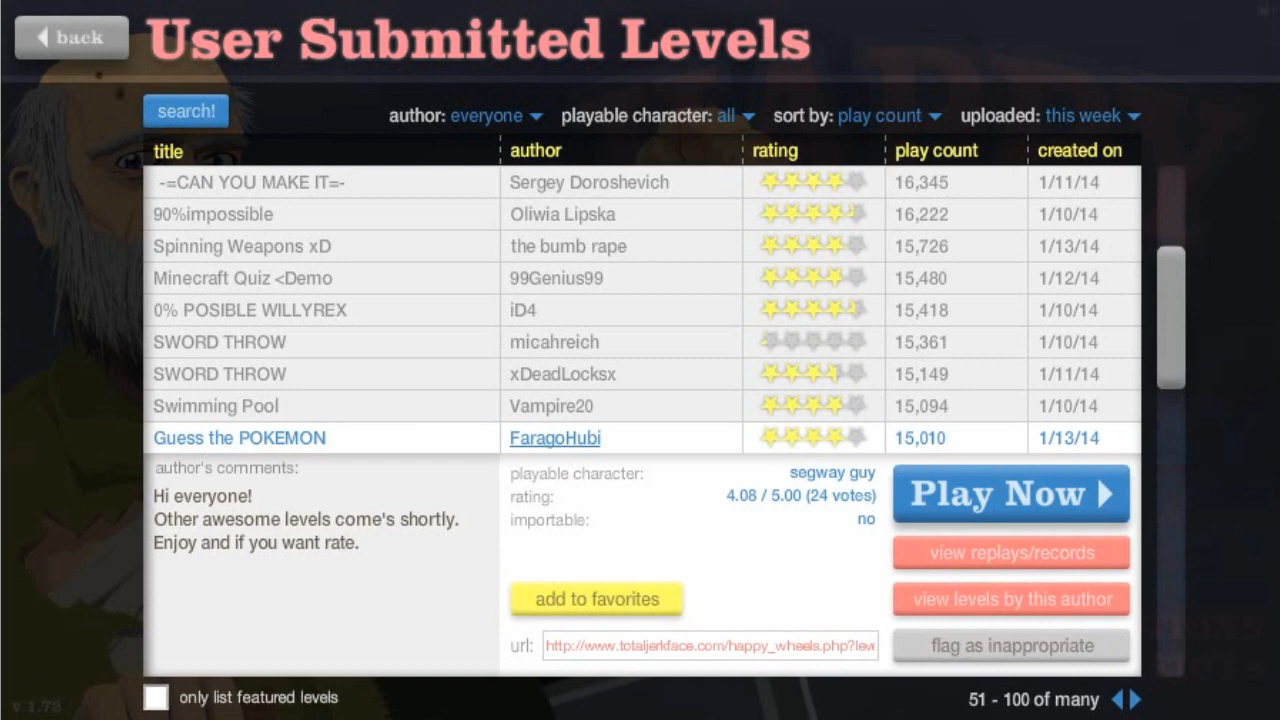 back
User Submitted Levels
search!
author: everyone playable character: all sort by: play count uploaded: this week
title author rating play count created on
-=CAN YOU MAKE IT=- Sergey Doroshevich 16,345 1/11/14
90%impossible Oliwia Lipska 16,222 1/10/14
Spinning Weapons xD the bumb rape 15,726 1/13/14
Minecraft Quiz <Demo 99Genius99 15,480 1/12/14
0% POSIBLE WILLYREX iD4 15,418 1/10/14
SWORD THROW micahreich 15,361 1/10/14
SWORD THROW xDeadLocksx 15,149 1/11/14
Swimming Pool Vampire20 15,094 1/10/14
Guess the POKEMON FaragoHubi 15,010 1/13/14
author's comments:
Hi everyone!
Other awesome levels come's shortly.
Enjoy and if you want rate.
playable character: segway guy
rating: 4.08 / 5.00 (24 votes)
importable: no
add to favorites
url: http://www.totaljerkface.com/happy_wheels.php?leve
Play Now
view replays/records
view levels by this author
flag as inappropriate
only list featured levels
51 - 100 of many
v 1.72